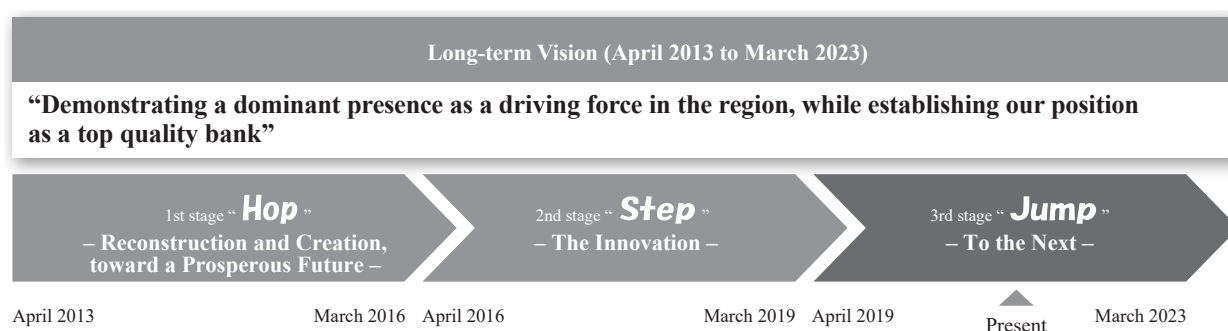 Long-term Vision (April 2013 to March 2023)
“Demonstrating a dominant presence as a driving force in the region, while establishing our position
as a top quality bank”
1st stage “ Hop ”
– Reconstruction and Creation,
toward a Prosperous Future –
2nd stage “ Step ”
– The Innovation –
3rd stage “ Jump ”
– To the Next –
April 2013
March 2016
April 2016
March 2019
April 2019
Present
March 2023